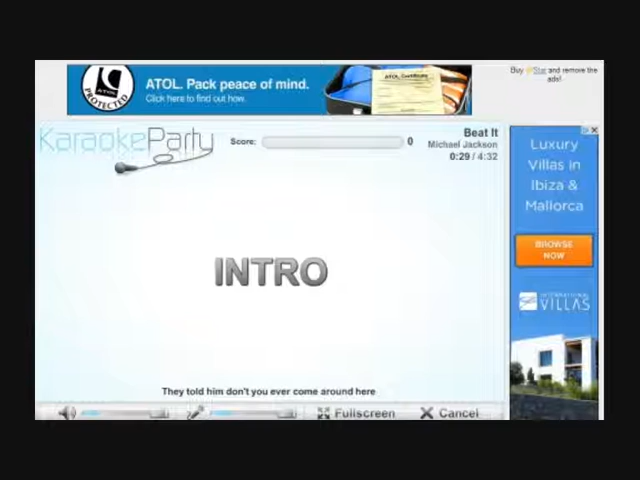 ATOL
PROTECTED
ATOL. Pack peace of mind.
Click here to find out how.
ATOL Certificate
Buy Star and remove the
ads!
KaraokeParty
Score:
0
Beat It
Michael Jackson
0:29 / 4:32
Luxury
Villas in
Ibiza &
Mallorca
BROWSE
NOW
INTERNATIONAL
VILLAS
INTRO
They told him don't you ever come around here
Fullscreen
Cancel